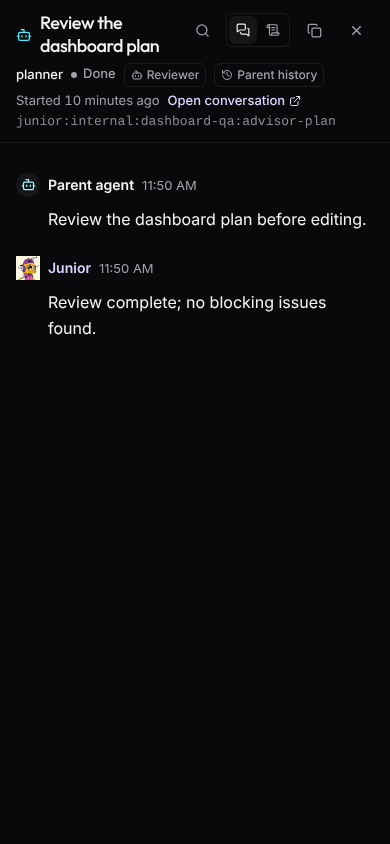 Review the
dashboard plan
planner Done Reviewer Parent history
Started 10 minutes ago Open conversation
junior:internal:dashboard-qa:advisor-plan
Parent agent 11:50 AM
Review the dashboard plan before editing.
Junior 11:50 AM
Review complete; no blocking issues
found.